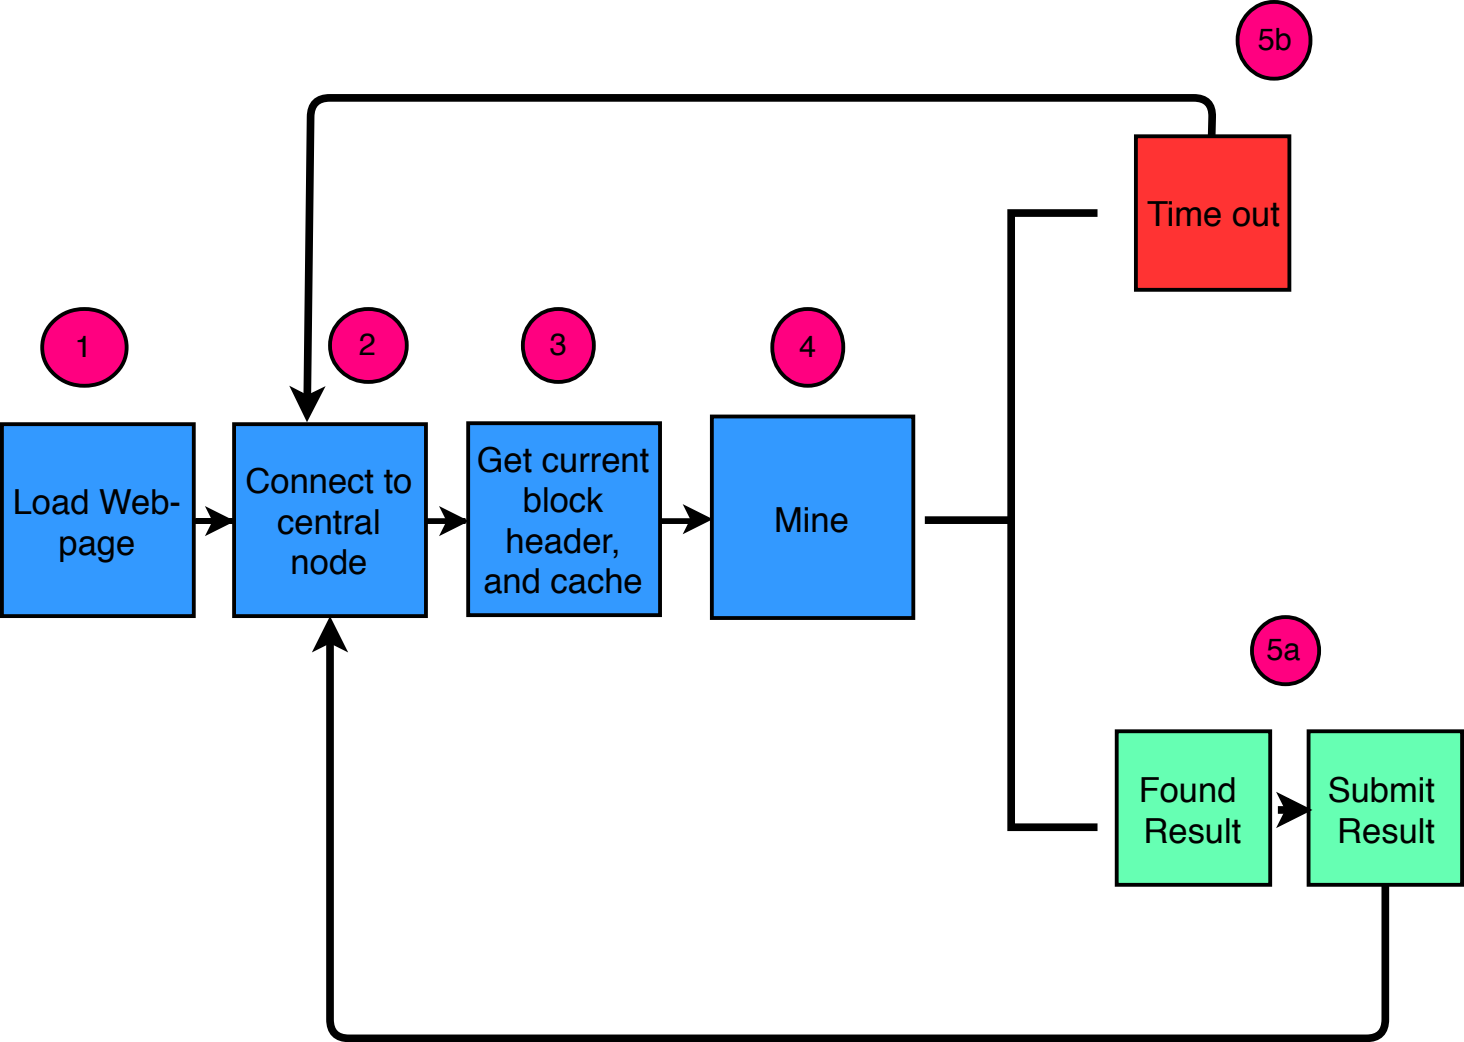 5b
Time out
1
2
3
4
Load Web-
page
Connect to
central
node
Get current
block
header,
and cache
Mine
5a
Found
Result
Submit
Result